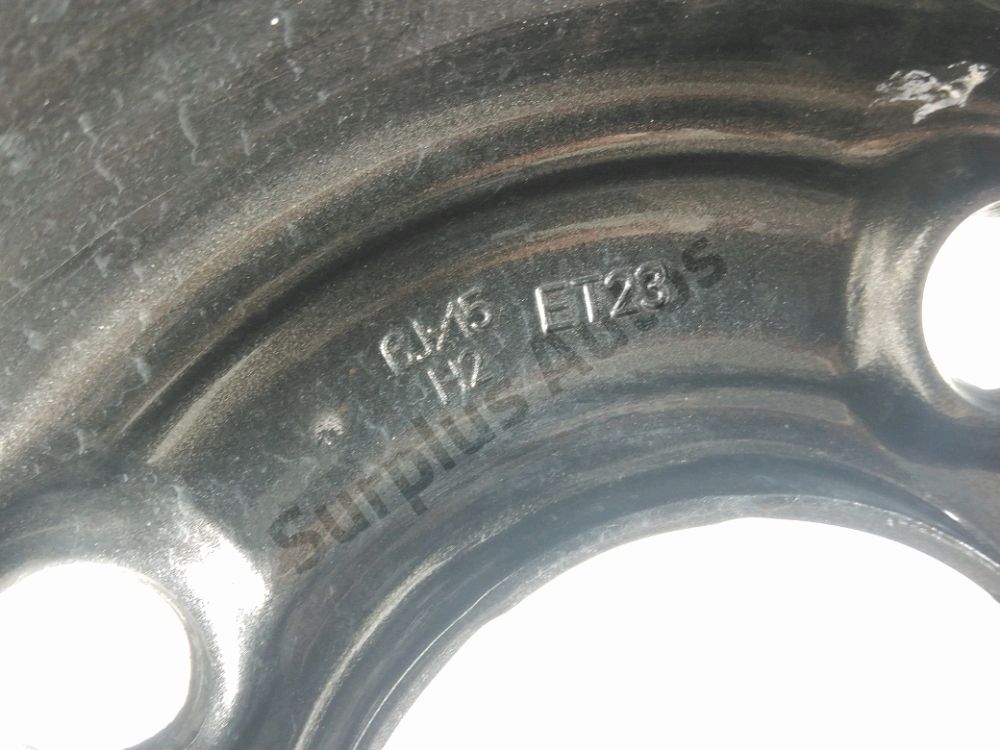 6Jx15 ET23
H2
Surplus Autos